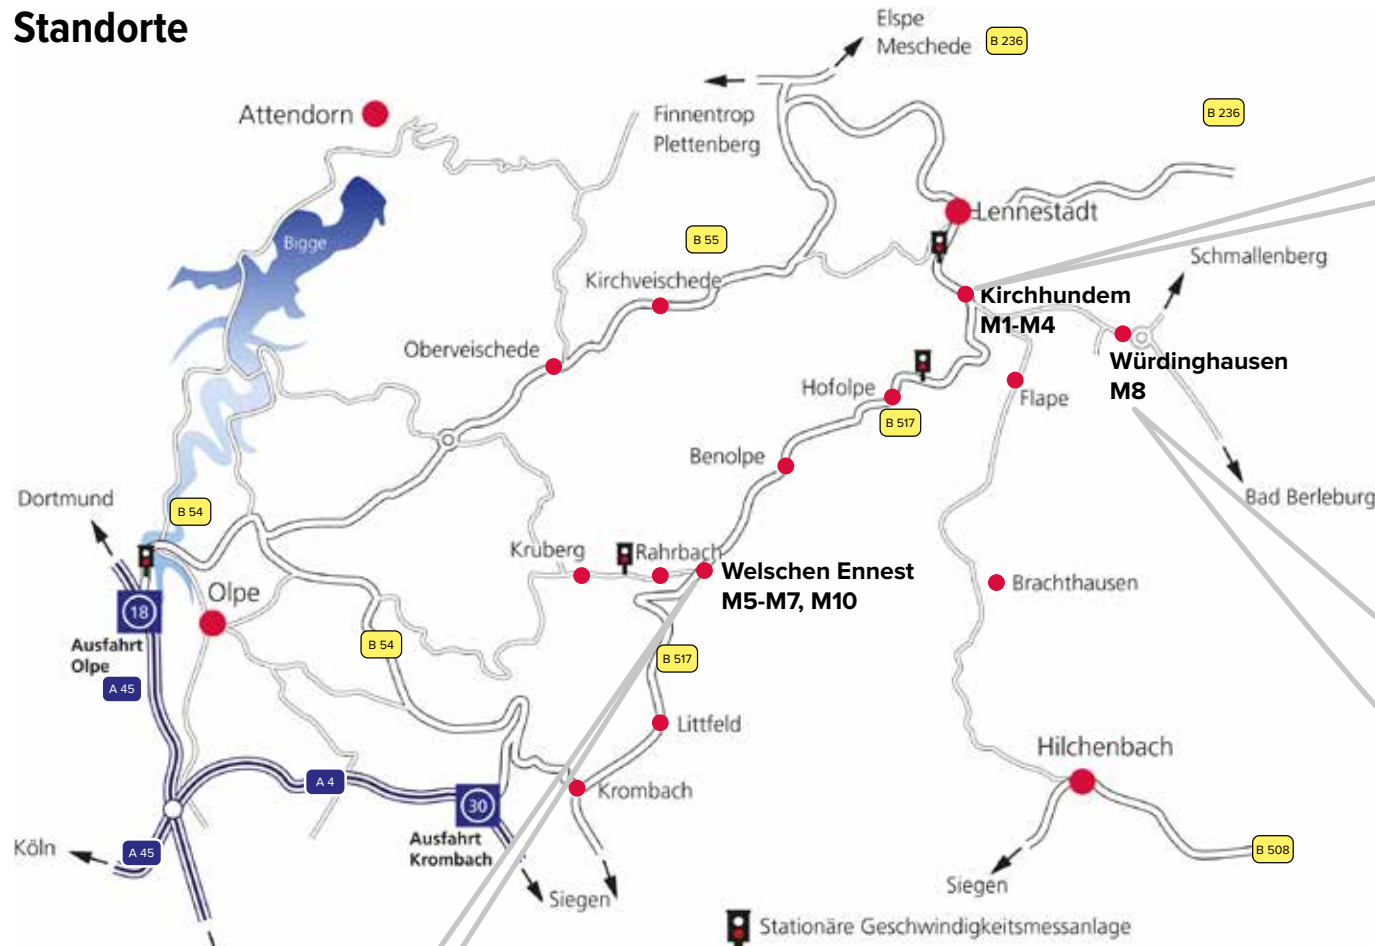 Standorte
Elspe
Meschede
B 236
Attendorn
Finnentrop
Plettenberg
B 236
Lennestadt
Bigge
B 55
Schmallenberg
Kirchveischede
Kirchhundem
M1-M4
Oberveischede
Würdinghausen
M8
Hofolpe
Flape
B 517
Benolpe
Dortmund
B 54
Bad Berleburg
Kruberg
Rahrbach
Welschen Ennest
M5-M7, M10
Brachthausen
Olpe
18
Ausfahrt
Olpe
B 54
B 517
A 45
Littfeld
Hilchenbach
A 4
30
Krombach
Ausfahrt
Krombach
Köln
A 45
B 508
Siegen
Siegen
Stationäre Geschwindigkeitsmessanlage